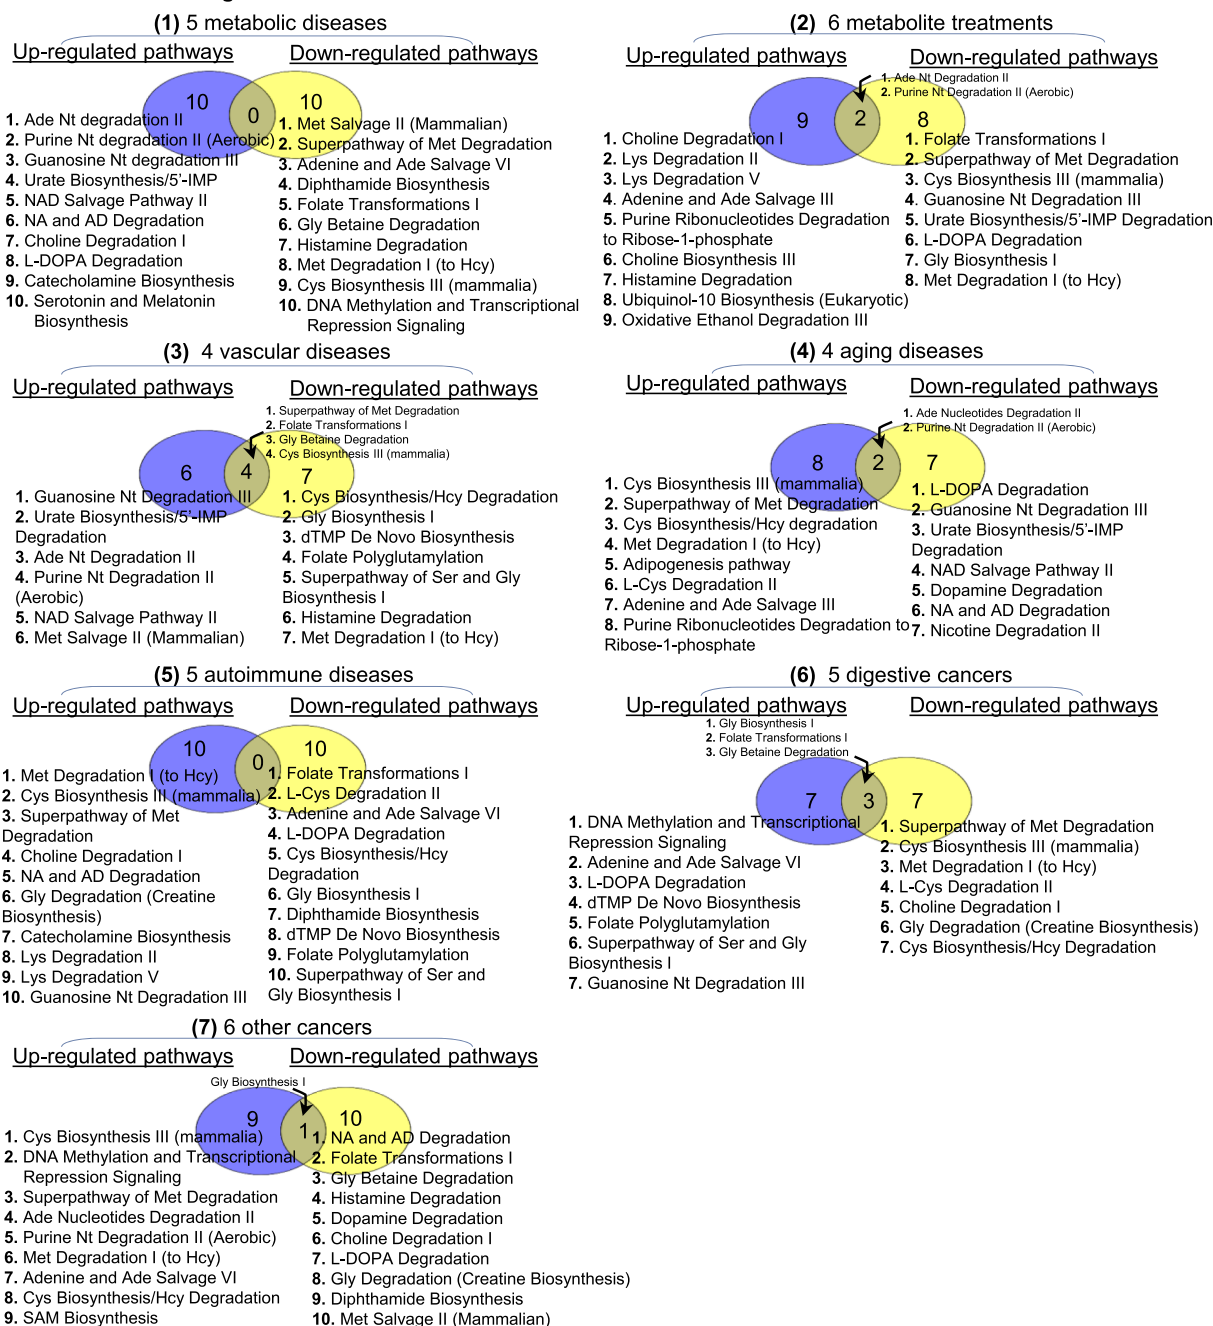 (1) 5 metabolic diseases
Up-regulated pathways
Down-regulated pathways
10
0
10
1. Ade Nt degradation II
2. Purine Nt degradation II (Aerobic)
3. Guanosine Nt degradation III
4. Urate Biosynthesis/5'-IMP
5. NAD Salvage Pathway II
6. NA and AD Degradation
7. Choline Degradation I
8. L-DOPA Degradation
9. Catecholamine Biosynthesis
10. Serotonin and Melatonin
Biosynthesis
1. Met Salvage II (Mammalian)
2. Superpathway of Met Degradation
3. Adenine and Ade Salvage VI
4. Diphthamide Biosynthesis
5. Folate Transformations I
6. Gly Betaine Degradation
7. Histamine Degradation
8. Met Degradation I (to Hcy)
9. Cys Biosynthesis III (mammalia)
10. DNA Methylation and Transcriptional
Repression Signaling
(2) 6 metabolite treatments
Up-regulated pathways
Down-regulated pathways
1. Ade Nt Degradation II
2. Purine Nt Degradation II (Aerobic)
9
2
8
1. Choline Degradation I
2. Lys Degradation II
3. Lys Degradation V
4. Adenine and Ade Salvage III
5. Purine Ribonucleotides Degradation
to Ribose-1-phosphate
6. Choline Biosynthesis III
7. Histamine Degradation
8. Ubiquinol-10 Biosynthesis (Eukaryotic)
9. Oxidative Ethanol Degradation III
1. Folate Transformations I
2. Superpathway of Met Degradation
3. Cys Biosynthesis III (mammalia)
4. Guanosine Nt Degradation III
5. Urate Biosynthesis/5'-IMP Degradation
6. L-DOPA Degradation
7. Gly Biosynthesis I
8. Met Degradation I (to Hcy)
(3) 4 vascular diseases
Up-regulated pathways
Down-regulated pathways
1. Superpathway of Met Degradation
2. Folate Transformations I
3. Gly Betaine Degradation
4. Cys Biosynthesis III (mammalia)
6
4
7
1. Guanosine Nt Degradation III
2. Urate Biosynthesis/5'-IMP
Degradation
3. Ade Nt Degradation II
4. Purine Nt Degradation II
(Aerobic)
5. NAD Salvage Pathway II
6. Met Salvage II (Mammalian)
1. Cys Biosynthesis/Hcy Degradation
2. Gly Biosynthesis I
3. dTMP De Novo Biosynthesis
4. Folate Polyglutamylation
5. Superpathway of Ser and Gly
Biosynthesis I
6. Histamine Degradation
7. Met Degradation I (to Hcy)
(4) 4 aging diseases
Up-regulated pathways
Down-regulated pathways
1. Ade Nucleotides Degradation II
2. Purine Nt Degradation II (Aerobic)
8
2
7
1. Cys Biosynthesis III (mammalia)
2. Superpathway of Met Degradation
3. Cys Biosynthesis/Hcy degradation
4. Met Degradation I (to Hcy)
5. Adipogenesis pathway
6. L-Cys Degradation II
7. Adenine and Ade Salvage III
8. Purine Ribonucleotides Degradation to
Ribose-1-phosphate
1. L-DOPA Degradation
2. Guanosine Nt Degradation III
3. Urate Biosynthesis/5'-IMP
Degradation
4. NAD Salvage Pathway II
5. Dopamine Degradation
6. NA and AD Degradation
7. Nicotine Degradation II
(5) 5 autoimmune diseases
Up-regulated pathways
Down-regulated pathways
10
0
10
1. Met Degradation I (to Hcy)
2. Cys Biosynthesis III (mammalia)
3. Superpathway of Met
Degradation
4. Choline Degradation I
5. NA and AD Degradation
6. Gly Degradation (Creatine
Biosynthesis)
7. Catecholamine Biosynthesis
8. Lys Degradation II
9. Lys Degradation V
10. Guanosine Nt Degradation III
1. Folate Transformations I
2. L-Cys Degradation II
3. Adenine and Ade Salvage VI
4. L-DOPA Degradation
5. Cys Biosynthesis/Hcy
Degradation
6. Gly Biosynthesis I
7. Diphthamide Biosynthesis
8. dTMP De Novo Biosynthesis
9. Folate Polyglutamylation
10. Superpathway of Ser and
Gly Biosynthesis I
(6) 5 digestive cancers
Up-regulated pathways
Down-regulated pathways
1. Gly Biosynthesis I
2. Folate Transformations I
3. Gly Betaine Degradation
7
3
7
1. DNA Methylation and Transcriptional
Repression Signaling
2. Adenine and Ade Salvage VI
3. L-DOPA Degradation
4. dTMP De Novo Biosynthesis
5. Folate Polyglutamylation
6. Superpathway of Ser and Gly
Biosynthesis I
7. Guanosine Nt Degradation III
1. Superpathway of Met Degradation
2. Cys Biosynthesis III (mammalia)
3. Met Degradation I (to Hcy)
4. L-Cys Degradation II
5. Choline Degradation I
6. Gly Degradation (Creatine Biosynthesis)
7. Cys Biosynthesis/Hcy Degradation
(7) 6 other cancers
Up-regulated pathways
Down-regulated pathways
Gly Biosynthesis I
9
1
10
1. Cys Biosynthesis III (mammalia)
2. DNA Methylation and Transcriptional
Repression Signaling
3. Superpathway of Met Degradation
4. Ade Nucleotides Degradation II
5. Purine Nt Degradation II (Aerobic)
6. Met Degradation I (to Hcy)
7. Adenine and Ade Salvage VI
8. Cys Biosynthesis/Hcy Degradation
9. SAM Biosynthesis
1. NA and AD Degradation
2. Folate Transformations I
3. Gly Betaine Degradation
4. Histamine Degradation
5. Dopamine Degradation
6. Choline Degradation I
7. L-DOPA Degradation
8. Gly Degradation (Creatine Biosynthesis)
9. Diphthamide Biosynthesis
10. Met Salvage II (Mammalian)